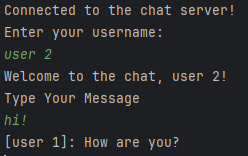 Connected to the chat server!
Enter your username:
user 2
Welcome to the chat, user 2!
Type Your Message
hi!
[user 1]: How are you?